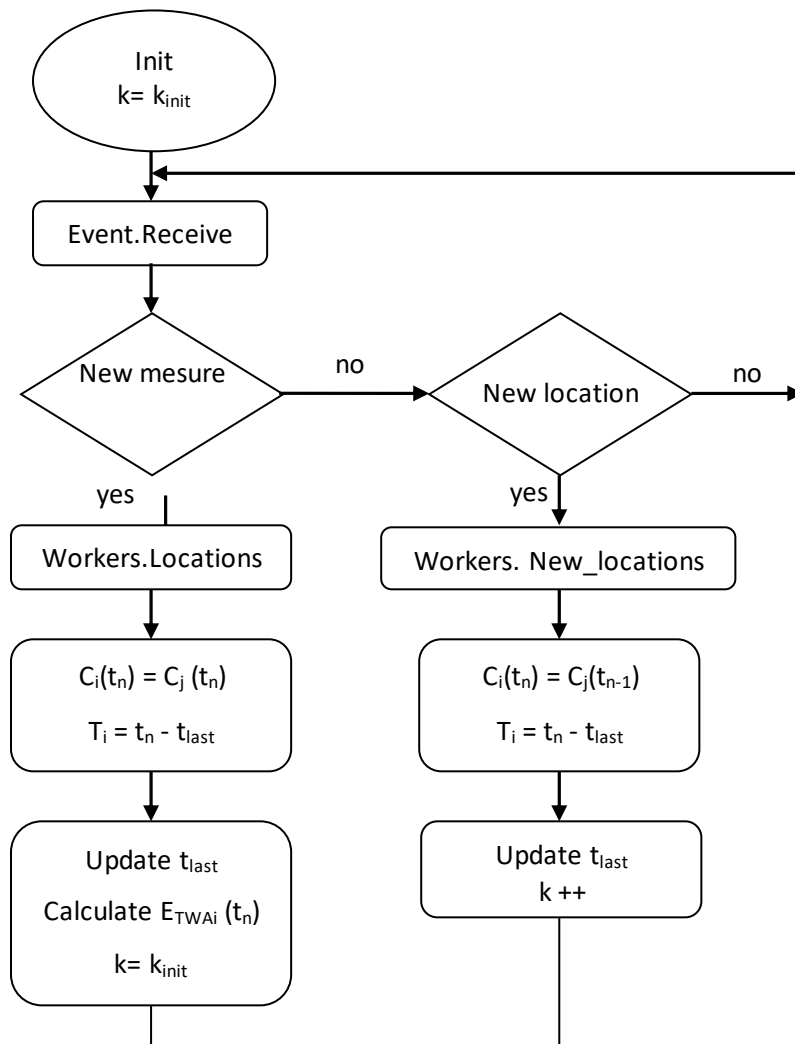 Init
k= kinit
Event.Receive
New mesure
no
New location
no
yes
yes
Workers.Locations
Workers. New_locations
Ci(tn) = Cj (tn)
Ti = tn - tlast
Ci(tn) = Cj(tn-1)
Ti = tn - tlast
Update tlast
Calculate ETWAi (tn)
k= kinit
Update tlast
k ++